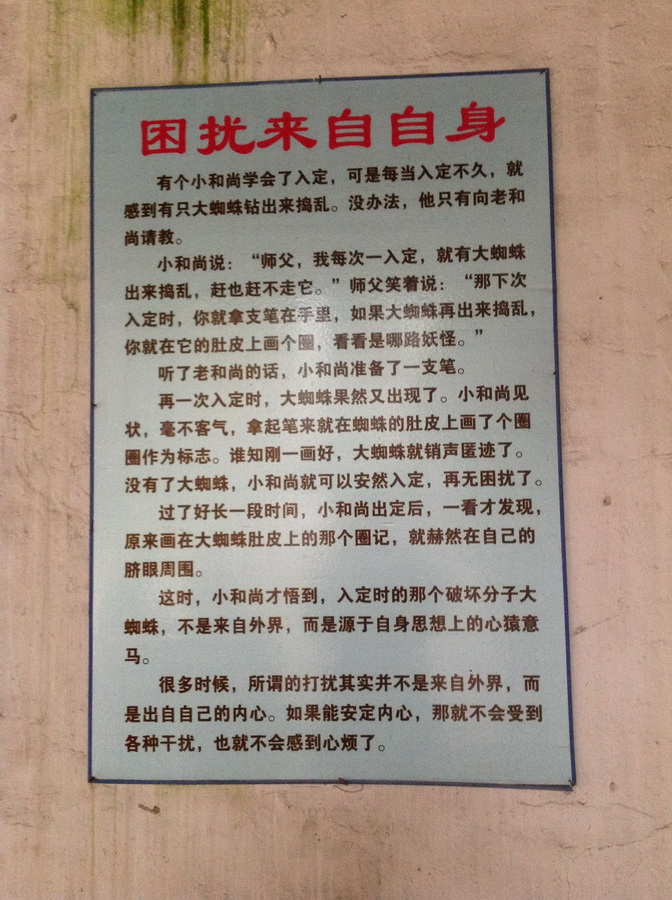 困扰来自自身
有个小和尚学会了入定，可是每当入定不久，就
感到有只大蜘蛛钻出来捣乱。没办法，他只有向老和
尚请教。
小和尚说：“师父，我每次一入定，就有大蜘蛛
出来捣乱，赶也赶不走它。”师父笑着说：“那下次
入定时，你就拿支笔在手里，如果大蜘蛛再出来捣乱，
你就在它的肚皮上画个圈，看看是哪路妖怪。”
听了老和尚的话，小和尚准备了一支笔。
再一次入定时，大蜘蛛果然又出现了。小和尚见
状，毫不客气，拿起笔来就在蜘蛛的肚皮上画了个圈
圈作为标志。谁知刚一画好，大蜘蛛就销声匿迹了。
没有了大蜘蛛，小和尚就可以安然入定，再无困扰了。
过了好长一段时间，小和尚出定后，一看才发现，
原来画在大蜘蛛肚皮上的那个圈记，就赫然在自己的
脐眼周围。
这时，小和尚才悟到，入定时的那个破坏分子大
蜘蛛，不是来自外界，而是源于自身思想上的心猿意
马。
很多时候，所谓的打扰其实并不是来自外界，而
是出自自己的内心。如果能安定内心，那就不会受到
各种干扰，也就不会感到心烦了。